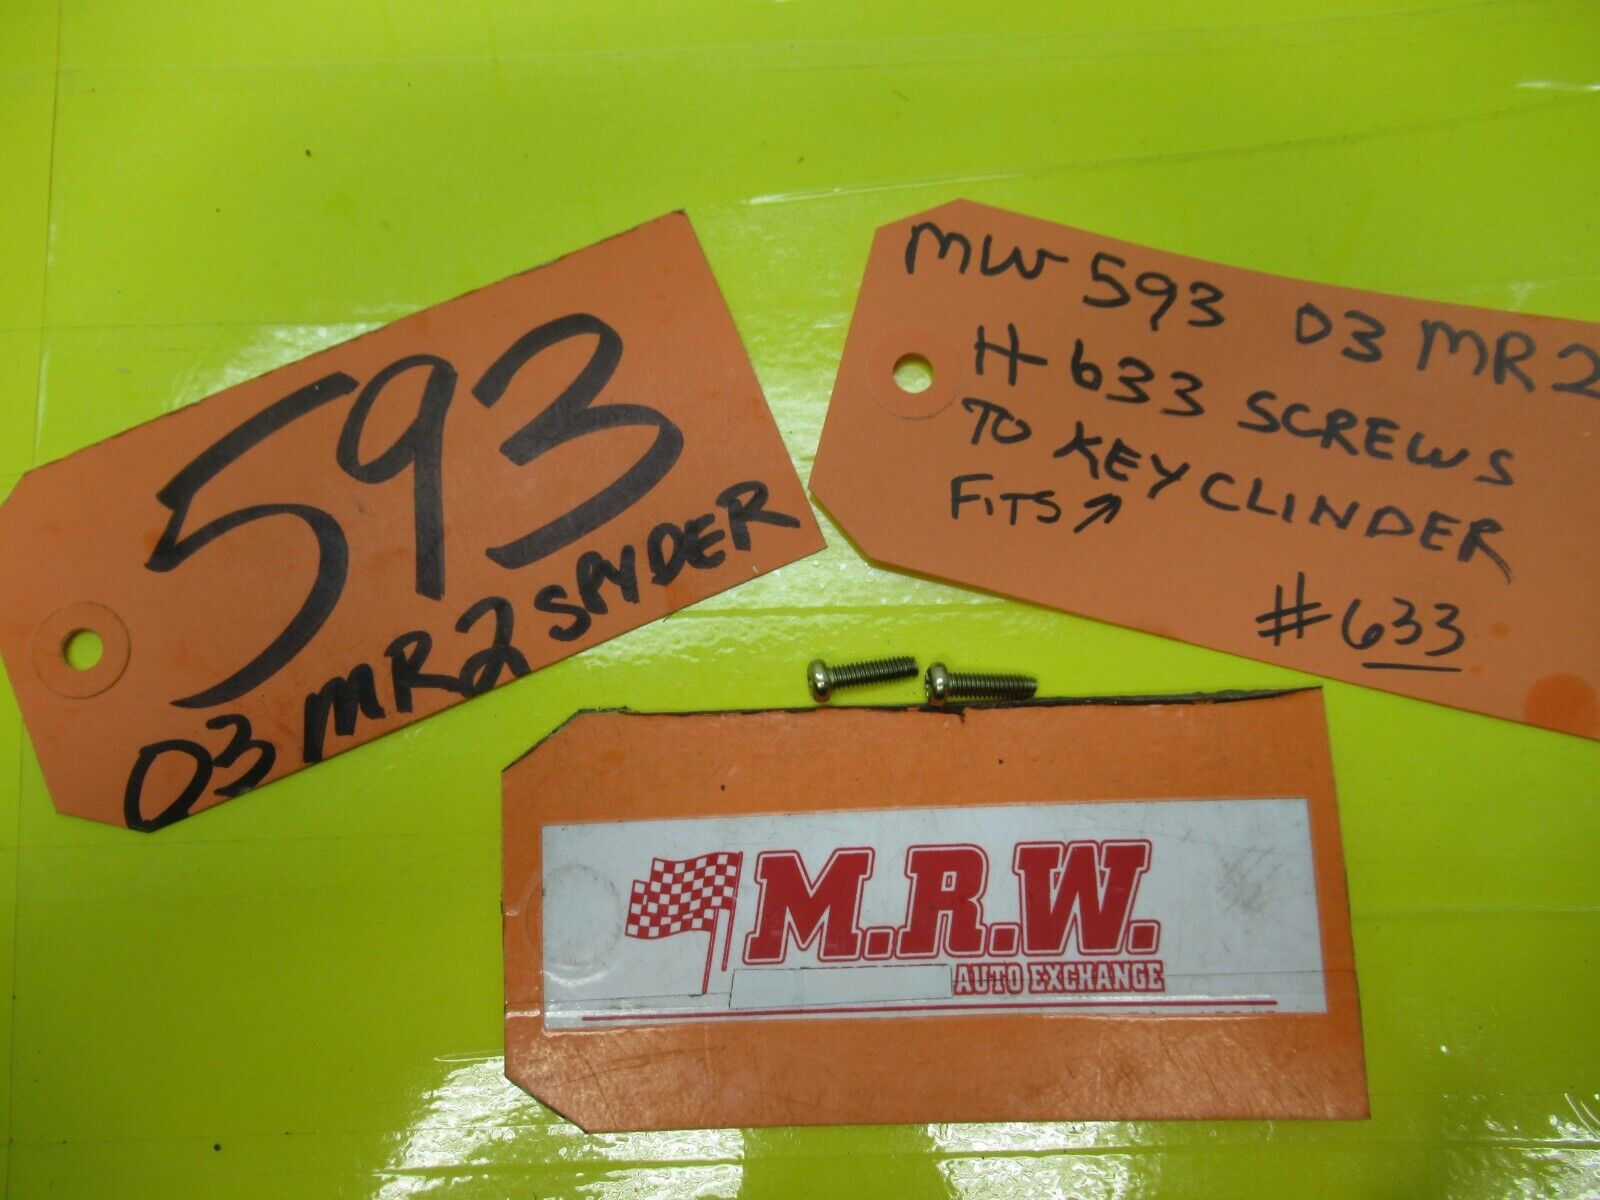 593
03 MR2 SPYDER
MW 593 03 MR2
H-633 SCREWS
TO KEY CLINDER
FITS ↗
#633
M.R.W.
AUTO EXCHANGE